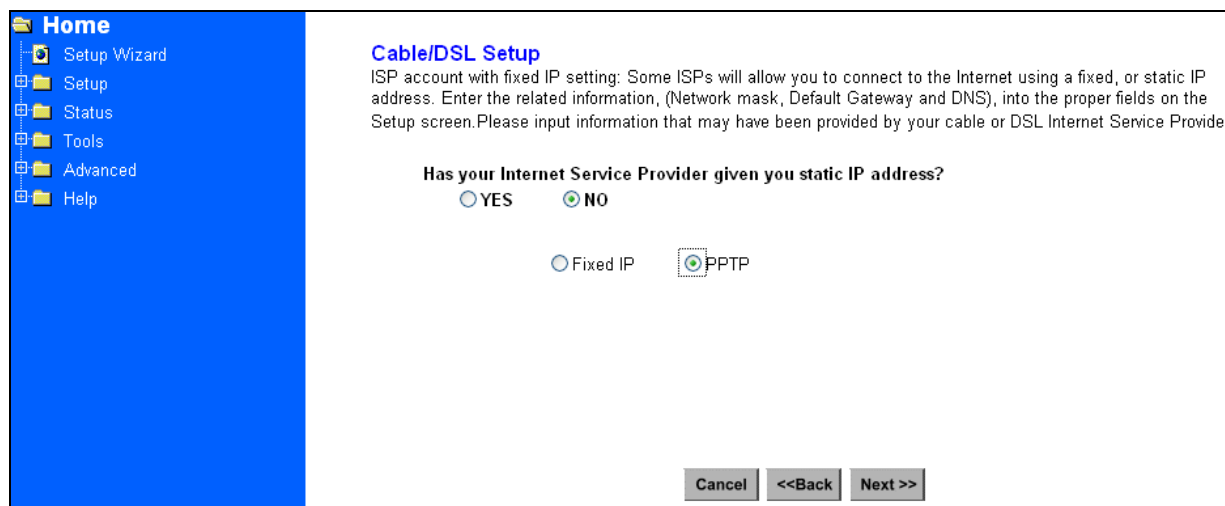 Home
Setup Wizard
Setup
Status
Tools
Advanced
Help
Cable/DSL Setup
ISP account with fixed IP setting: Some ISPs will allow you to connect to the Internet using a fixed, or static IP
address. Enter the related information, (Network mask, Default Gateway and DNS), into the proper fields on the
Setup screen.Please input information that may have been provided by your cable or DSL Internet Service Provide
Has your Internet Service Provider given you static IP address?
YES NO
Fixed IP PPTP
Cancel <<Back Next >>